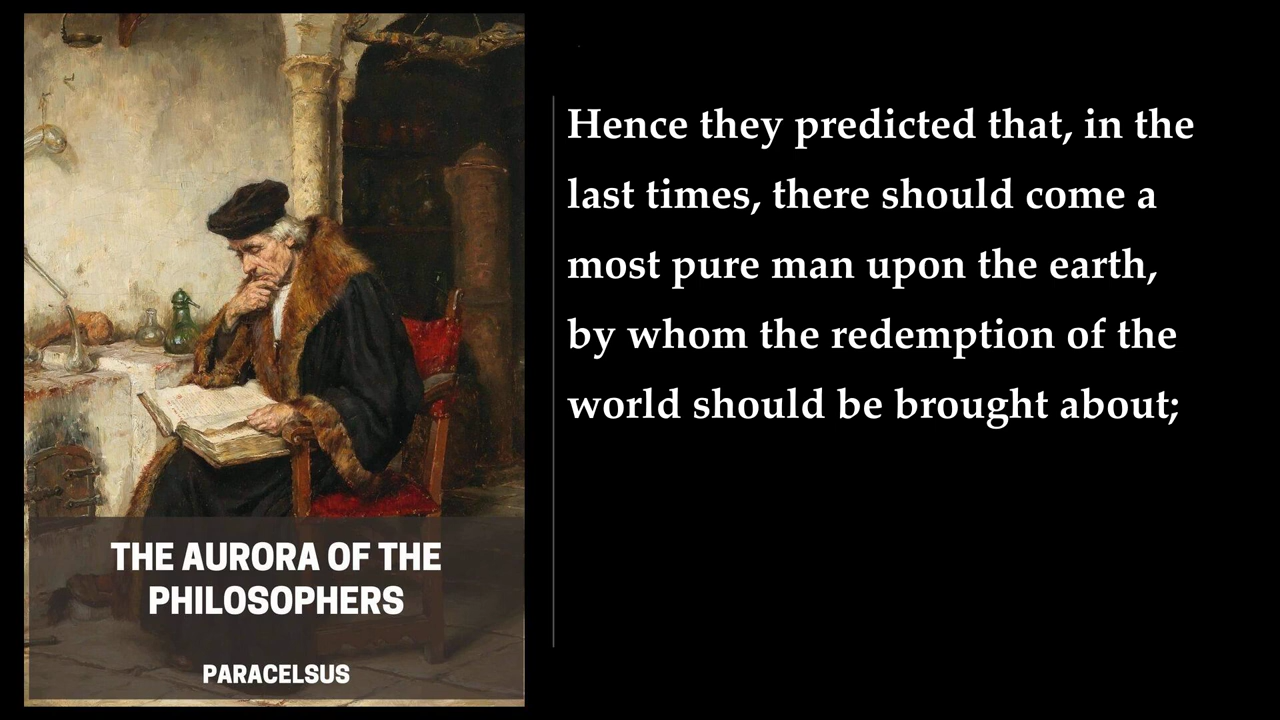 THE AURORA OF THE
PHILOSOPHERS
PARACELSUS
Hence they predicted that, in the
last times, there should come a
most pure man upon the earth,
by whom the redemption of the
world should be brought about;